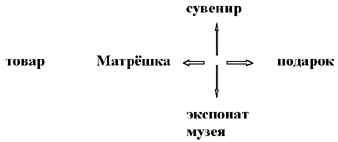 сувенир
товар Матрёшка подарок
экспонат
музея